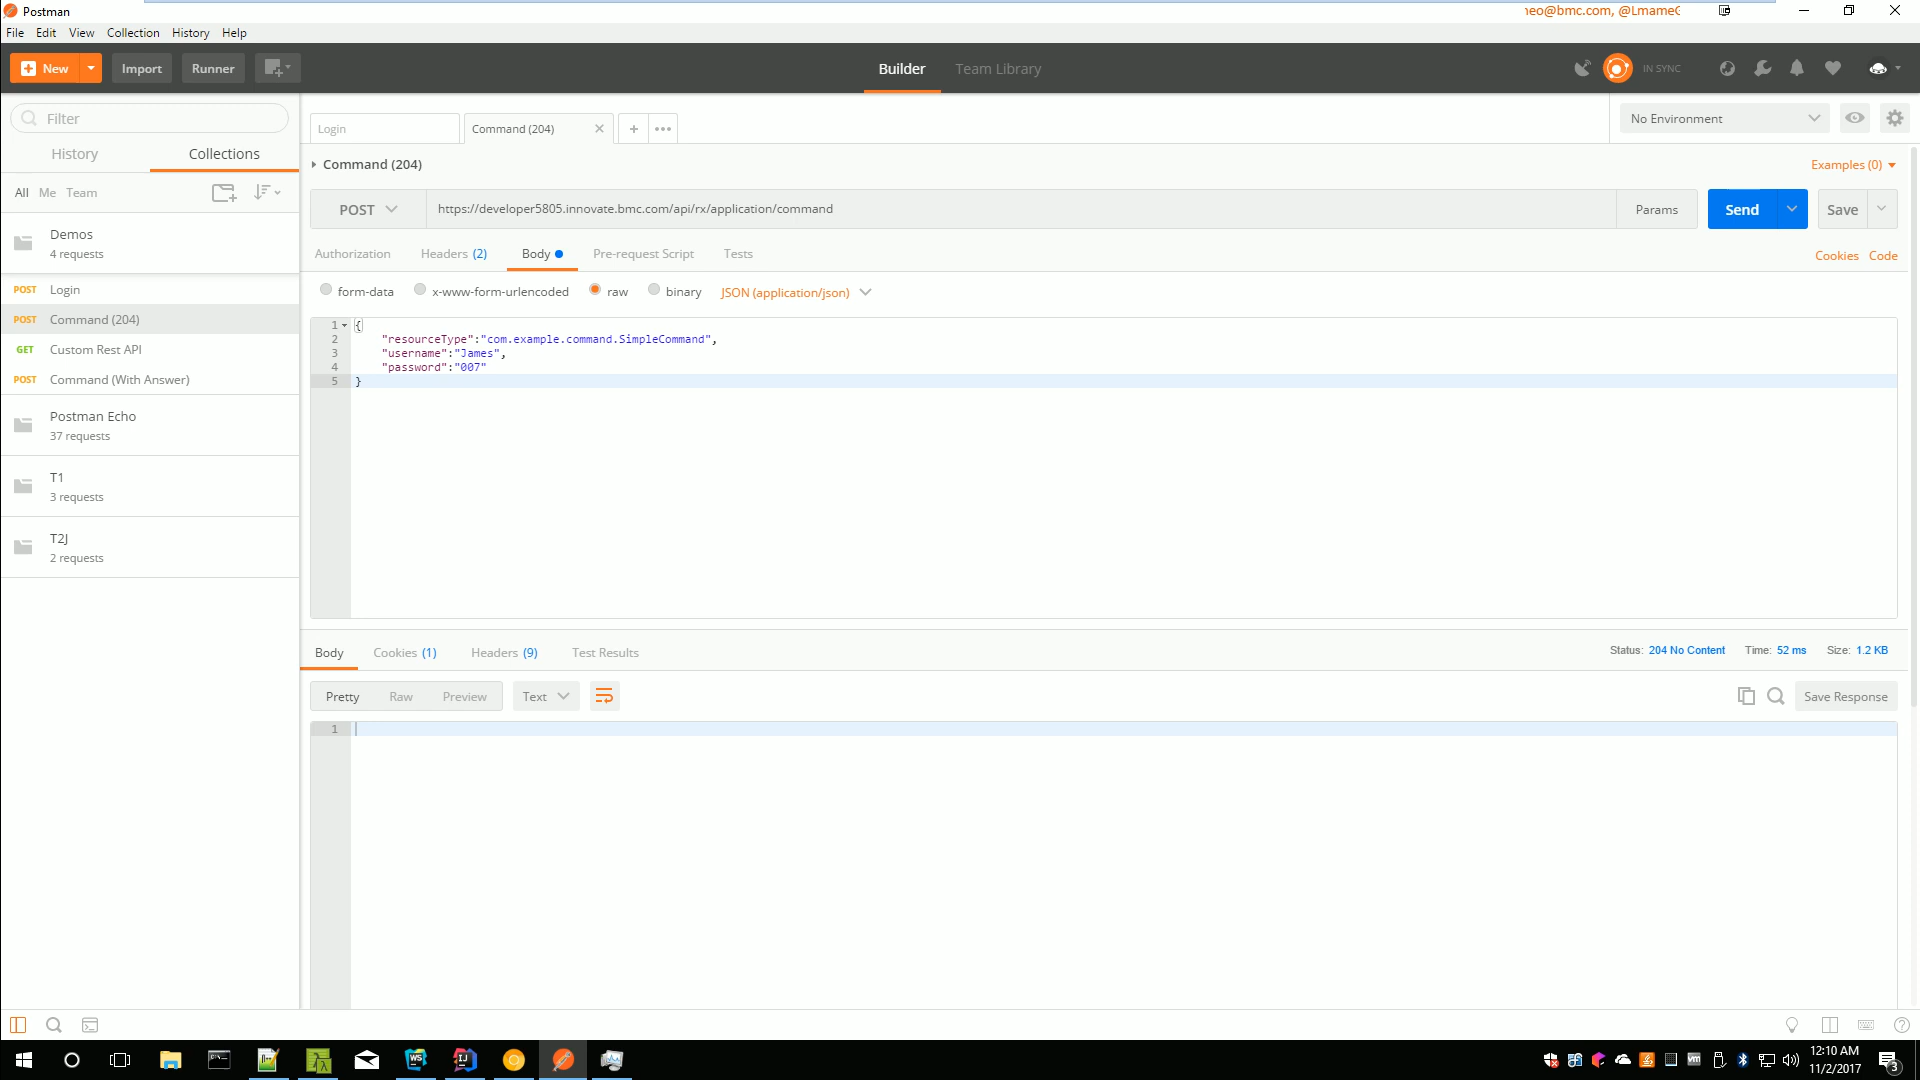 Postman
neo@bmc.com, @LmameG
File Edit View Collection History Help
New Import Runner Builder Team Library IN SYNC
Filter
History Collections
All Me Team
Demos
4 requests
POST Login
POST Command (204)
GET Custom Rest API
POST Command (With Answer)
Postman Echo
37 requests
T1
3 requests
T2J
2 requests
Login Command (204) No Environment
Command (204) Examples (0)
POST https://developer5805.innovate.bmc.com/api/rx/application/command Params Send Save
Authorization Headers (2) Body Pre-request Script Tests Cookies Code
form-data x-www-form-urlencoded raw binary JSON (application/json)
1 {
2 "resourceType":"com.example.command.SimpleCommand",
3 "username":"James",
4 "password":"007"
5 }
Body Cookies (1) Headers (9) Test Results Status: 204 No Content Time: 52 ms Size: 1.2 KB
Pretty Raw Preview Text Save Response
1
12:10 AM
11/2/2017
3